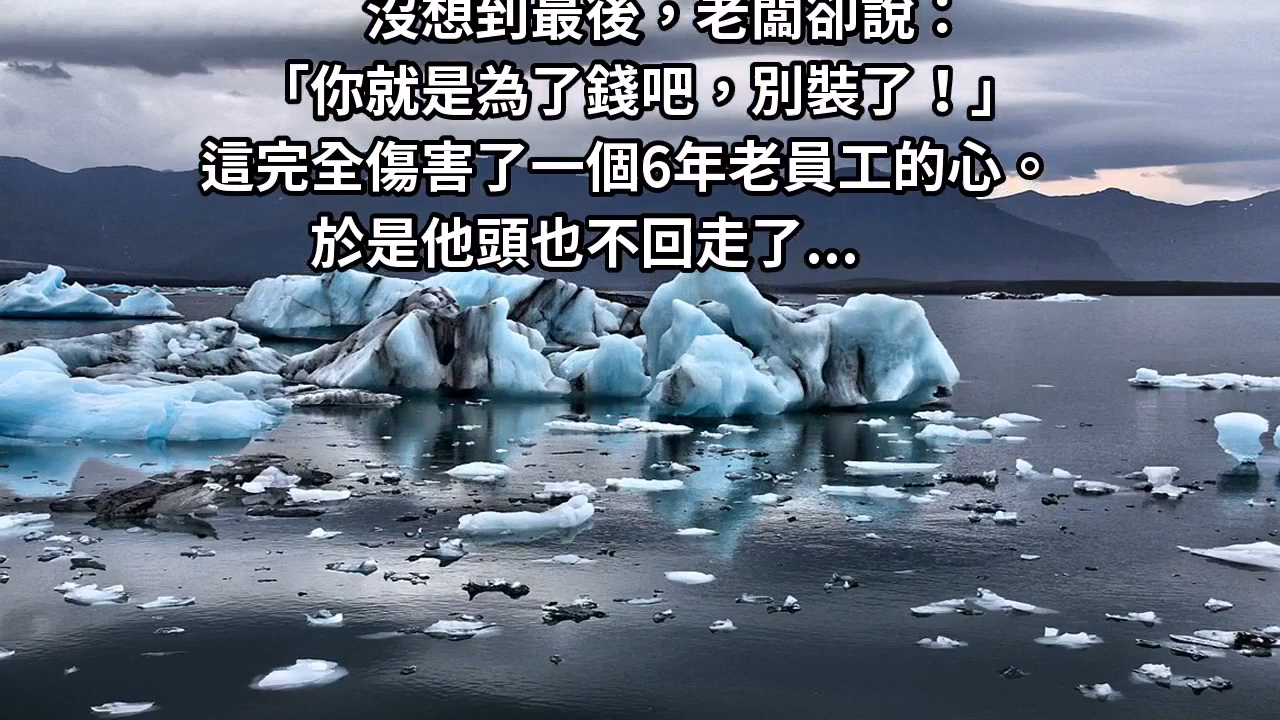 沒想到最後，老闆卻說：
「你就是為了錢吧，別裝了！」
這完全傷害了一個6年老員工的心。
於是他頭也不回走了...